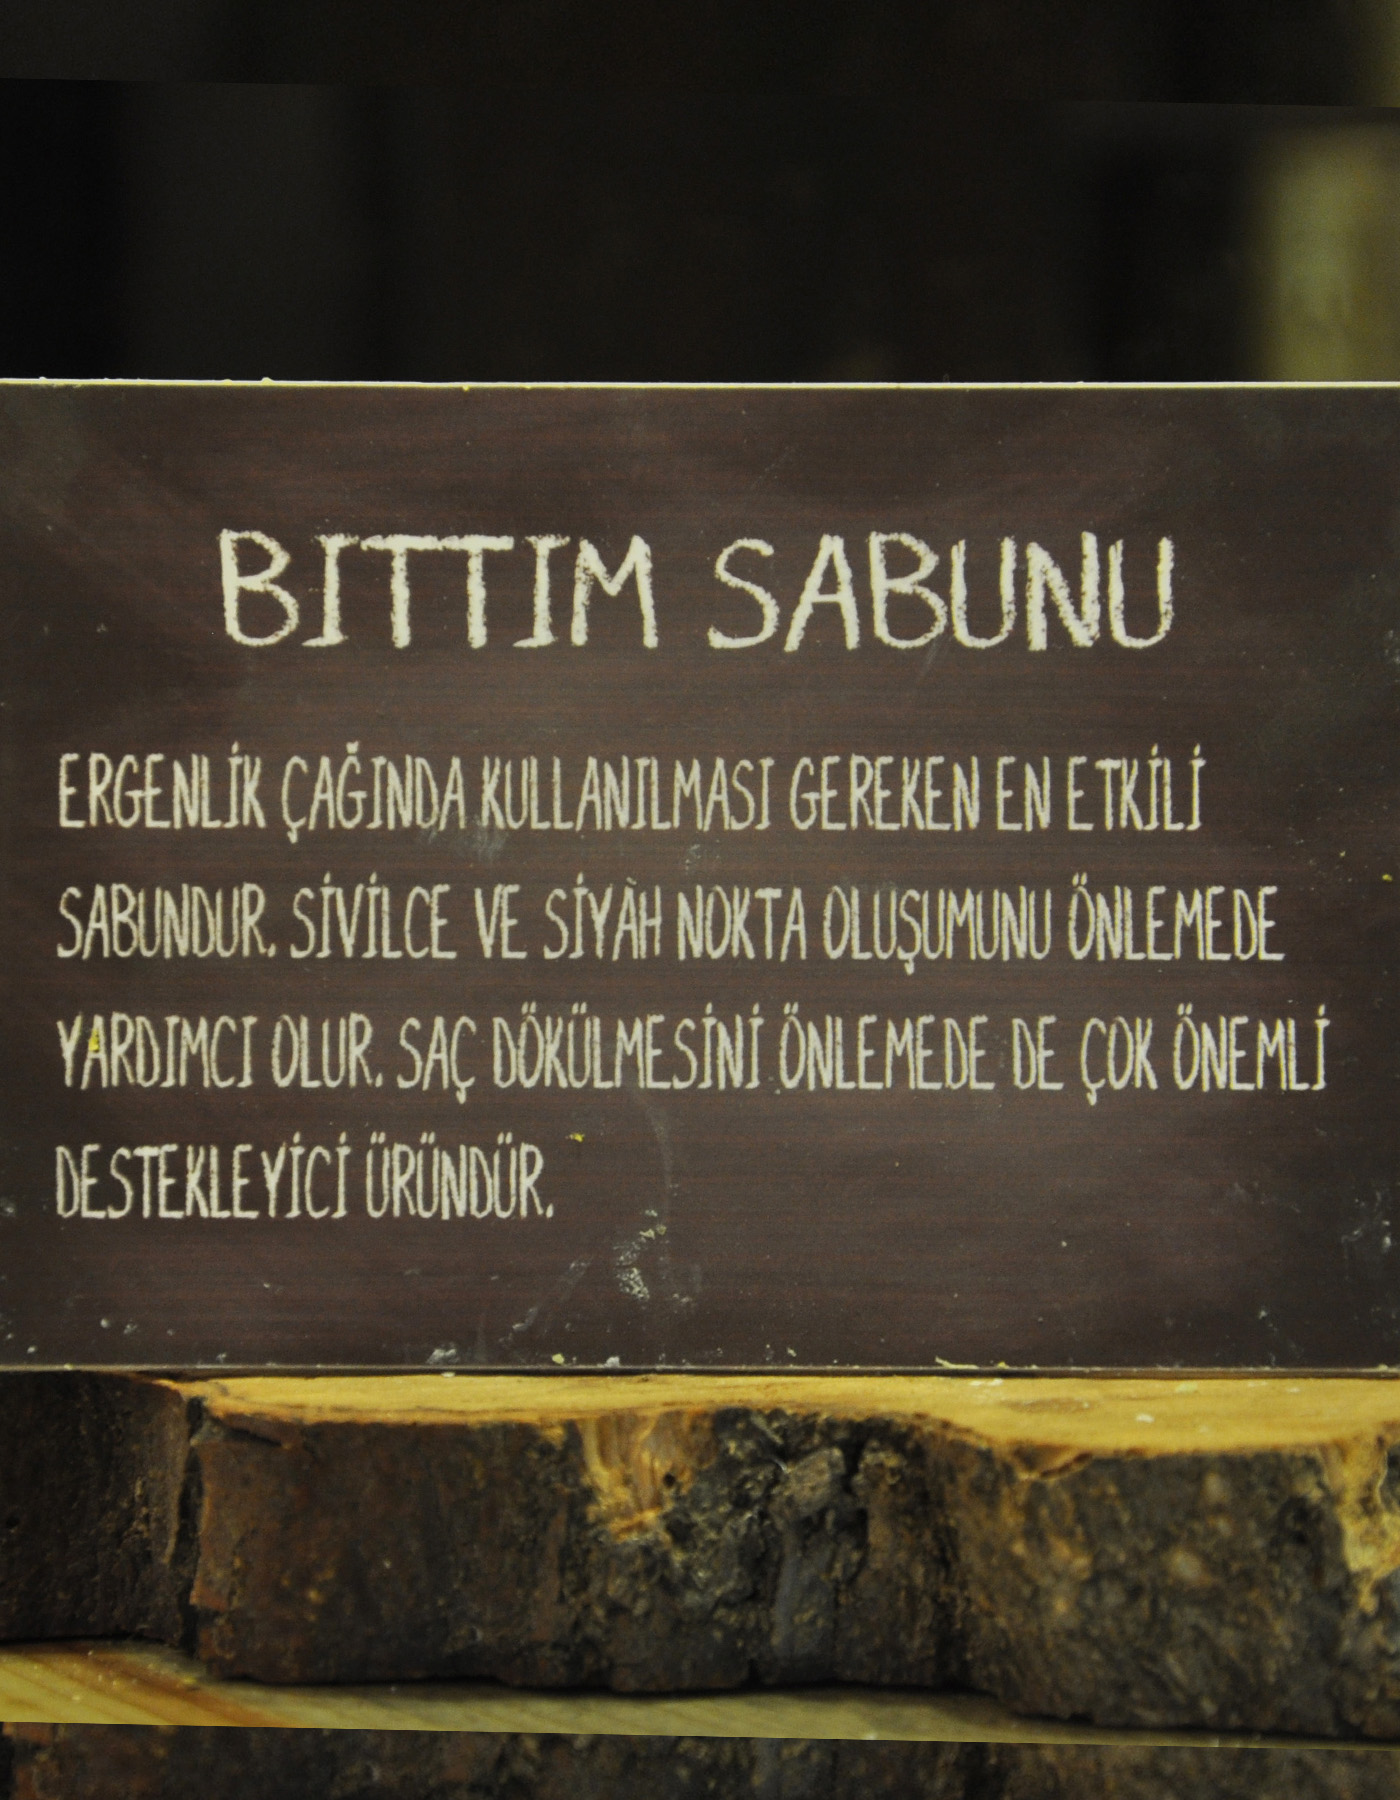 BITTIM SABUNU
ERGENLİK ÇAĞINDA KULLANILMASI GEREKEN EN ETKİLİ
SABUNDUR. SİVİLCE VE SİYAH NOKTA OLUŞUMUNU ÖNLEMEDE
YARDIMCI OLUR. SAÇ DÖKÜLMESİNİ ÖNLEMEDE DE ÇOK ÖNEMLİ
DESTEKLEYİCİ ÜRÜNDÜR.